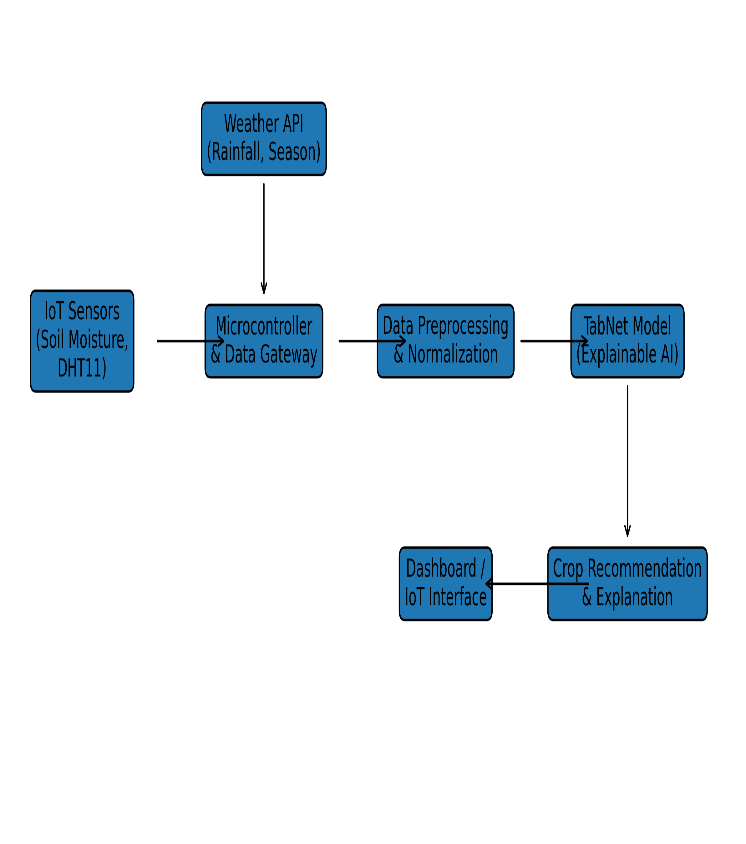 Weather API
(Rainfall, Season)
IoT Sensors
(Soil Moisture,
DHT11)
Microcontroller
& Data Gateway
Data Preprocessing
& Normalization
TabNet Model
(Explainable AI)
Crop Recommendation
& Explanation
Dashboard /
IoT Interface